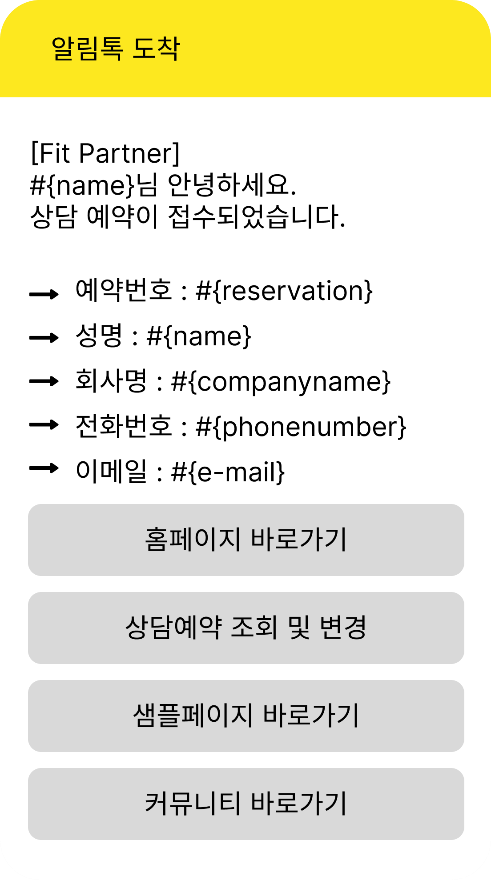 알림톡 도착
[Fit Partner]
#{name}님 안녕하세요.
상담 예약이 접수되었습니다.
→ 예약번호 : #{reservation}
→ 성명 : #{name}
→ 회사명 : #{companyname}
→ 전화번호 : #{phonenumber}
→ 이메일 : #{e-mail}
홈페이지 바로가기
상담예약 조회 및 변경
샘플페이지 바로가기
커뮤니티 바로가기